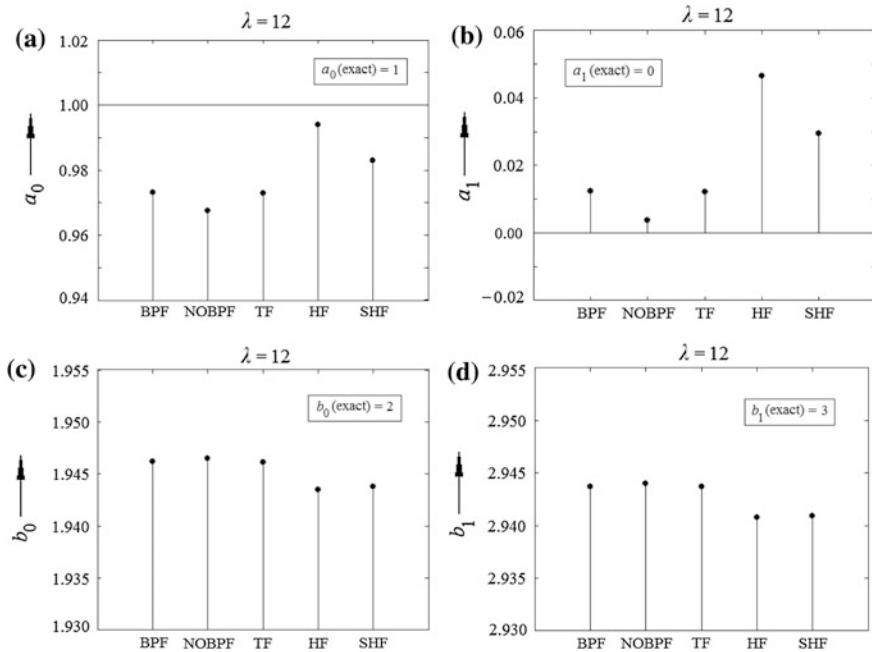 (a)
λ = 12
1.02
1.00
0.98
0.96
0.94
a₀
a₀(exact) = 1
BPF NOBPF TF HF SHF
(b)
λ = 12
0.06
0.04
0.02
0.00
−0.02
a₁
a₁(exact) = 0
BPF NOBPF TF HF SHF
(c)
λ = 12
1.955
1.950
1.945
1.940
1.935
1.930
b₀
b₀(exact) = 2
BPF NOBPF TF HF SHF
(d)
λ = 12
2.955
2.950
2.945
2.940
2.935
2.930
b₁
b₁(exact) = 3
BPF NOBPF TF HF SHF